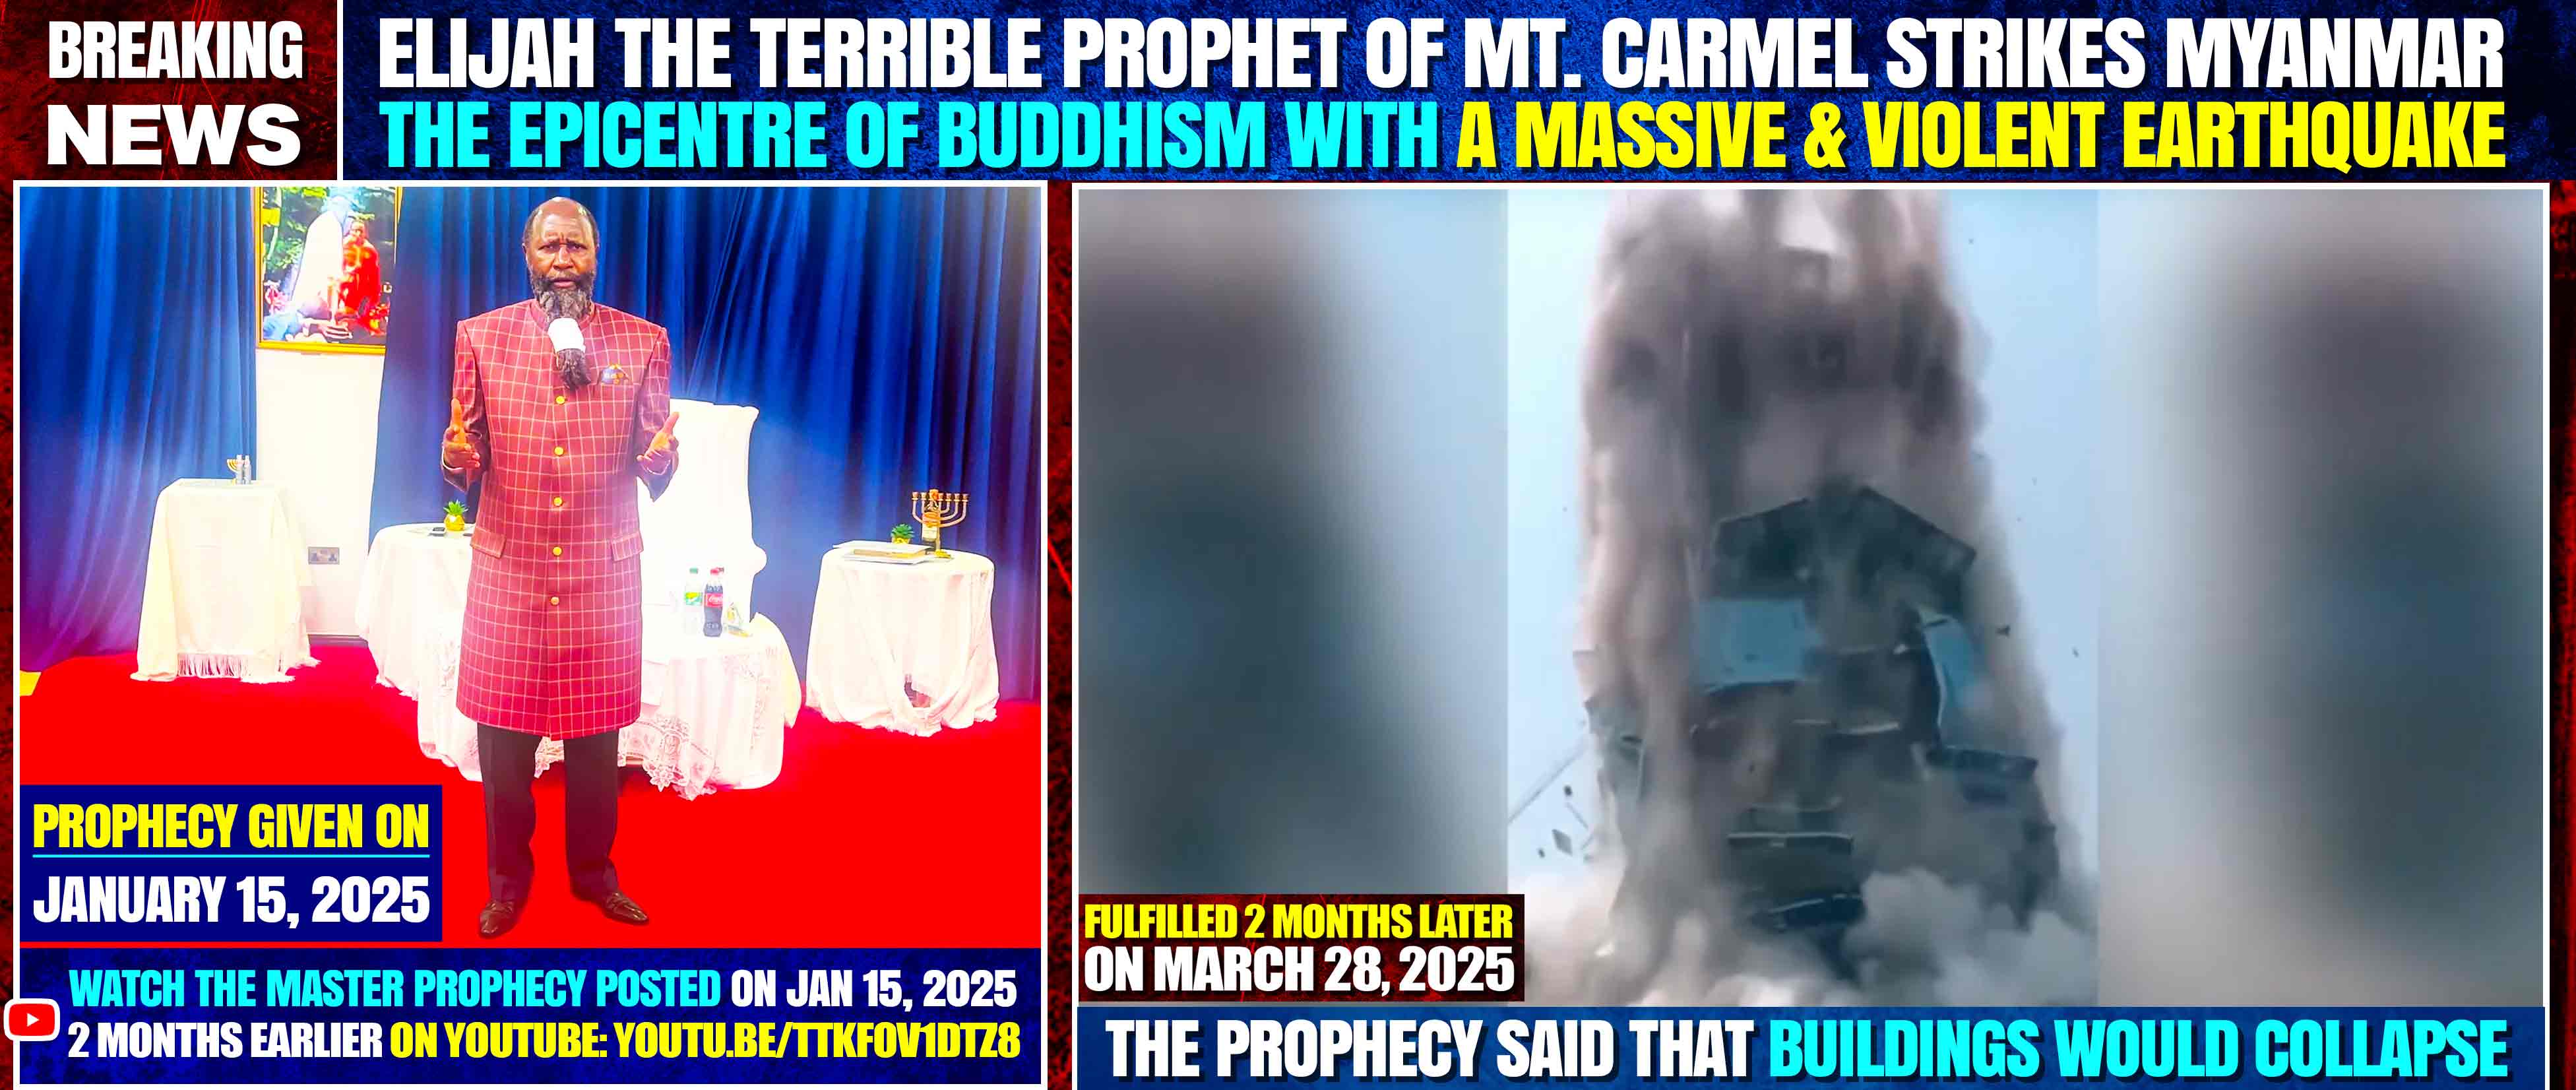 BREAKING
NEWS
ELIJAH THE TERRIBLE PROPHET OF MT. CARMEL STRIKES MYANMAR
THE EPICENTRE OF BUDDHISM WITH A MASSIVE & VIOLENT EARTHQUAKE
PROPHECY GIVEN ON
JANUARY 15, 2025
WATCH THE MASTER PROPHECY POSTED ON JAN 15, 2025
2 MONTHS EARLIER ON YOUTUBE: YOUTU.BE/TTKFOV1DTZ8
FULFILLED 2 MONTHS LATER
ON MARCH 28, 2025
THE PROPHECY SAID THAT BUILDINGS WOULD COLLAPSE